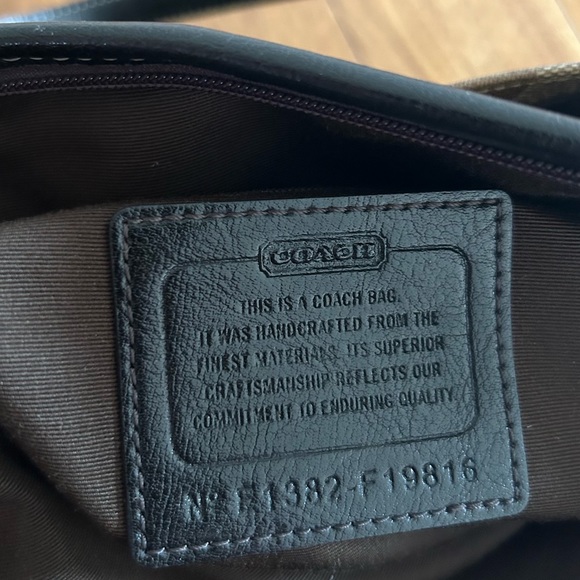 COACH
THIS IS A COACH BAG.
IT WAS HANDCRAFTED FROM THE
FINEST MATERIALS. ITS SUPERIOR
CRAFTSMANSHIP REFLECTS OUR
COMMITMENT TO ENDURING QUALITY.
Nº F1382-F19816